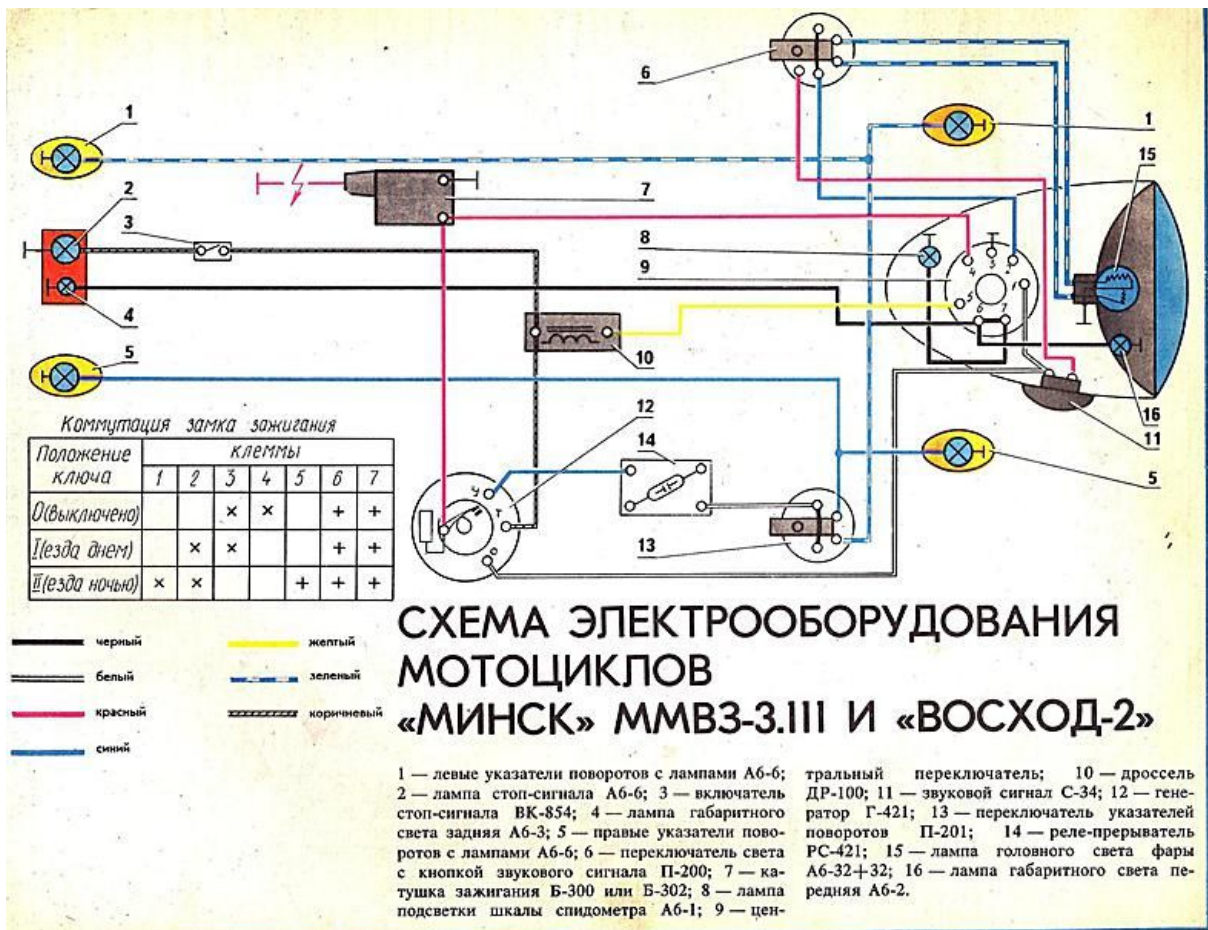 6
1
1
15
2
3
7
8
9
4
5
10
16
11
12
14
5
13
4
3
2
1
5
6
7
Коммутация замка зажигания
Положение ключа
клеммы
1 2 3 4 5 6 7
0(выключено) × × + +
I(езда днем) × × + +
II(езда ночью) × × + + +
черный
белый
красный
синий
желтый
зеленый
коричневый
СХЕМА ЭЛЕКТРООБОРУДОВАНИЯ
МОТОЦИКЛОВ
«МИНСК» ММВЗ-3.111 И «ВОСХОД-2»
1 — левые указатели поворотов с лампами А6-6;
2 — лампа стоп-сигнала А6-6; 3 — включатель
стоп-сигнала ВК-854; 4 — лампа габаритного
света задняя А6-3; 5 — правые указатели пово-
ротов с лампами А6-6; 6 — переключатель света
с кнопкой звукового сигнала П-200; 7 — ка-
тушка зажигания Б-300 или Б-302; 8 — лампа
подсветки шкалы спидометра А6-1; 9 — цен-
тральный переключатель; 10 — дроссель
ДР-100; 11 — звуковой сигнал С-34; 12 — гене-
ратор Г-421; 13 — переключатель указателей
поворотов П-201; 14 — реле-прерыватель
РС-421; 15 — лампа головного света фары
А6-32+32; 16 — лампа габаритного света пе-
редняя А6-2.